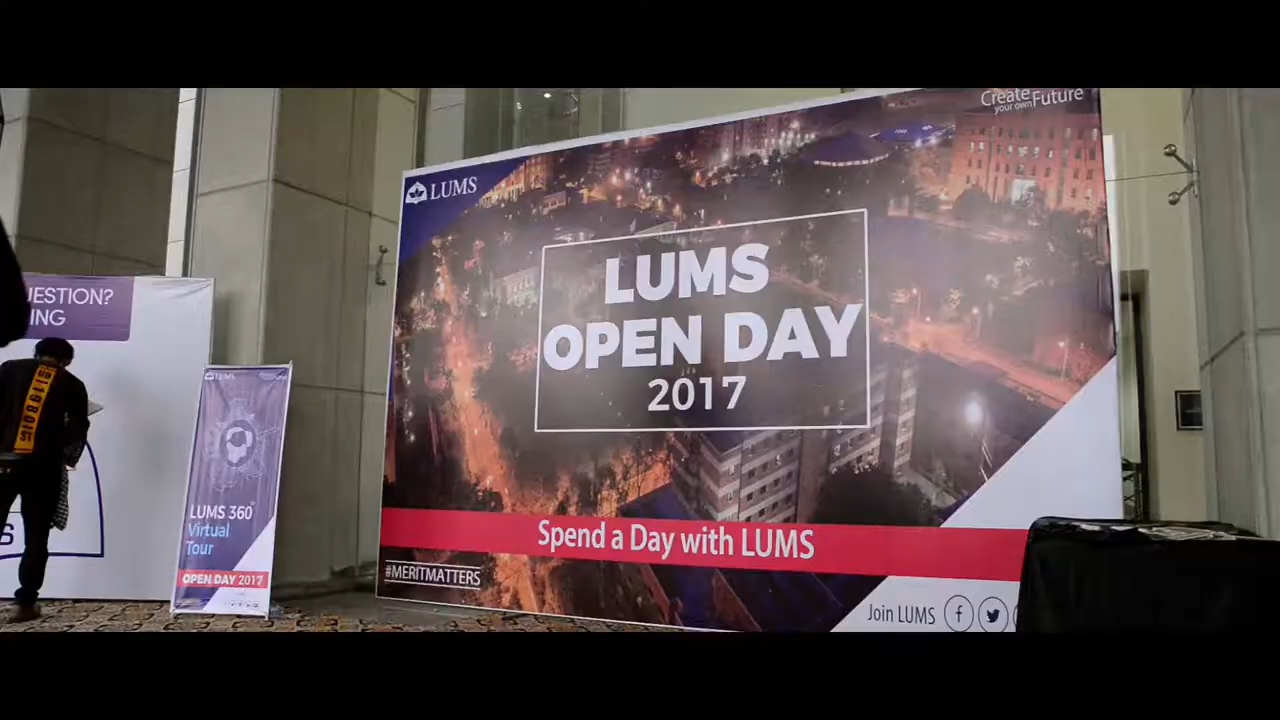 Create
your own Future
LUMS
LUMS
OPEN DAY
2017
Spend a Day with LUMS
#MERITMATTERS
Join LUMS
ING
LUMS
LUMS 360°
Virtual
Tour
OPEN DAY 2017